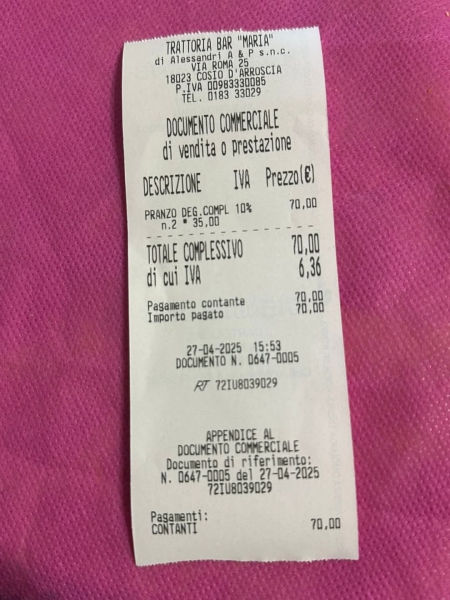 TRATTORIA BAR "MARIA"
di Alessandri A & P s.n.c.
VIA ROMA 25
18023 COSIO D'ARROSCIA
P.IVA 00983330085
TEL. 0183 33029
DOCUMENTO COMMERCIALE
di vendita o prestazione
DESCRIZIONE IVA Prezzo(€)
PRANZO DEG.COMPL 10% 70,00
n.2 * 35,00
TOTALE COMPLESSIVO 70,00
di cui IVA 6,36
Pagamento contante 70,00
Importo pagato 70,00
27-04-2025 15:53
DOCUMENTO N. 0647-0005
RT 72IU8039029
APPENDICE AL
DOCUMENTO COMMERCIALE
Documento di riferimento:
N. 0647-0005 del 27-04-2025
72IU8039029
Pagamenti:
CONTANTI 70,00